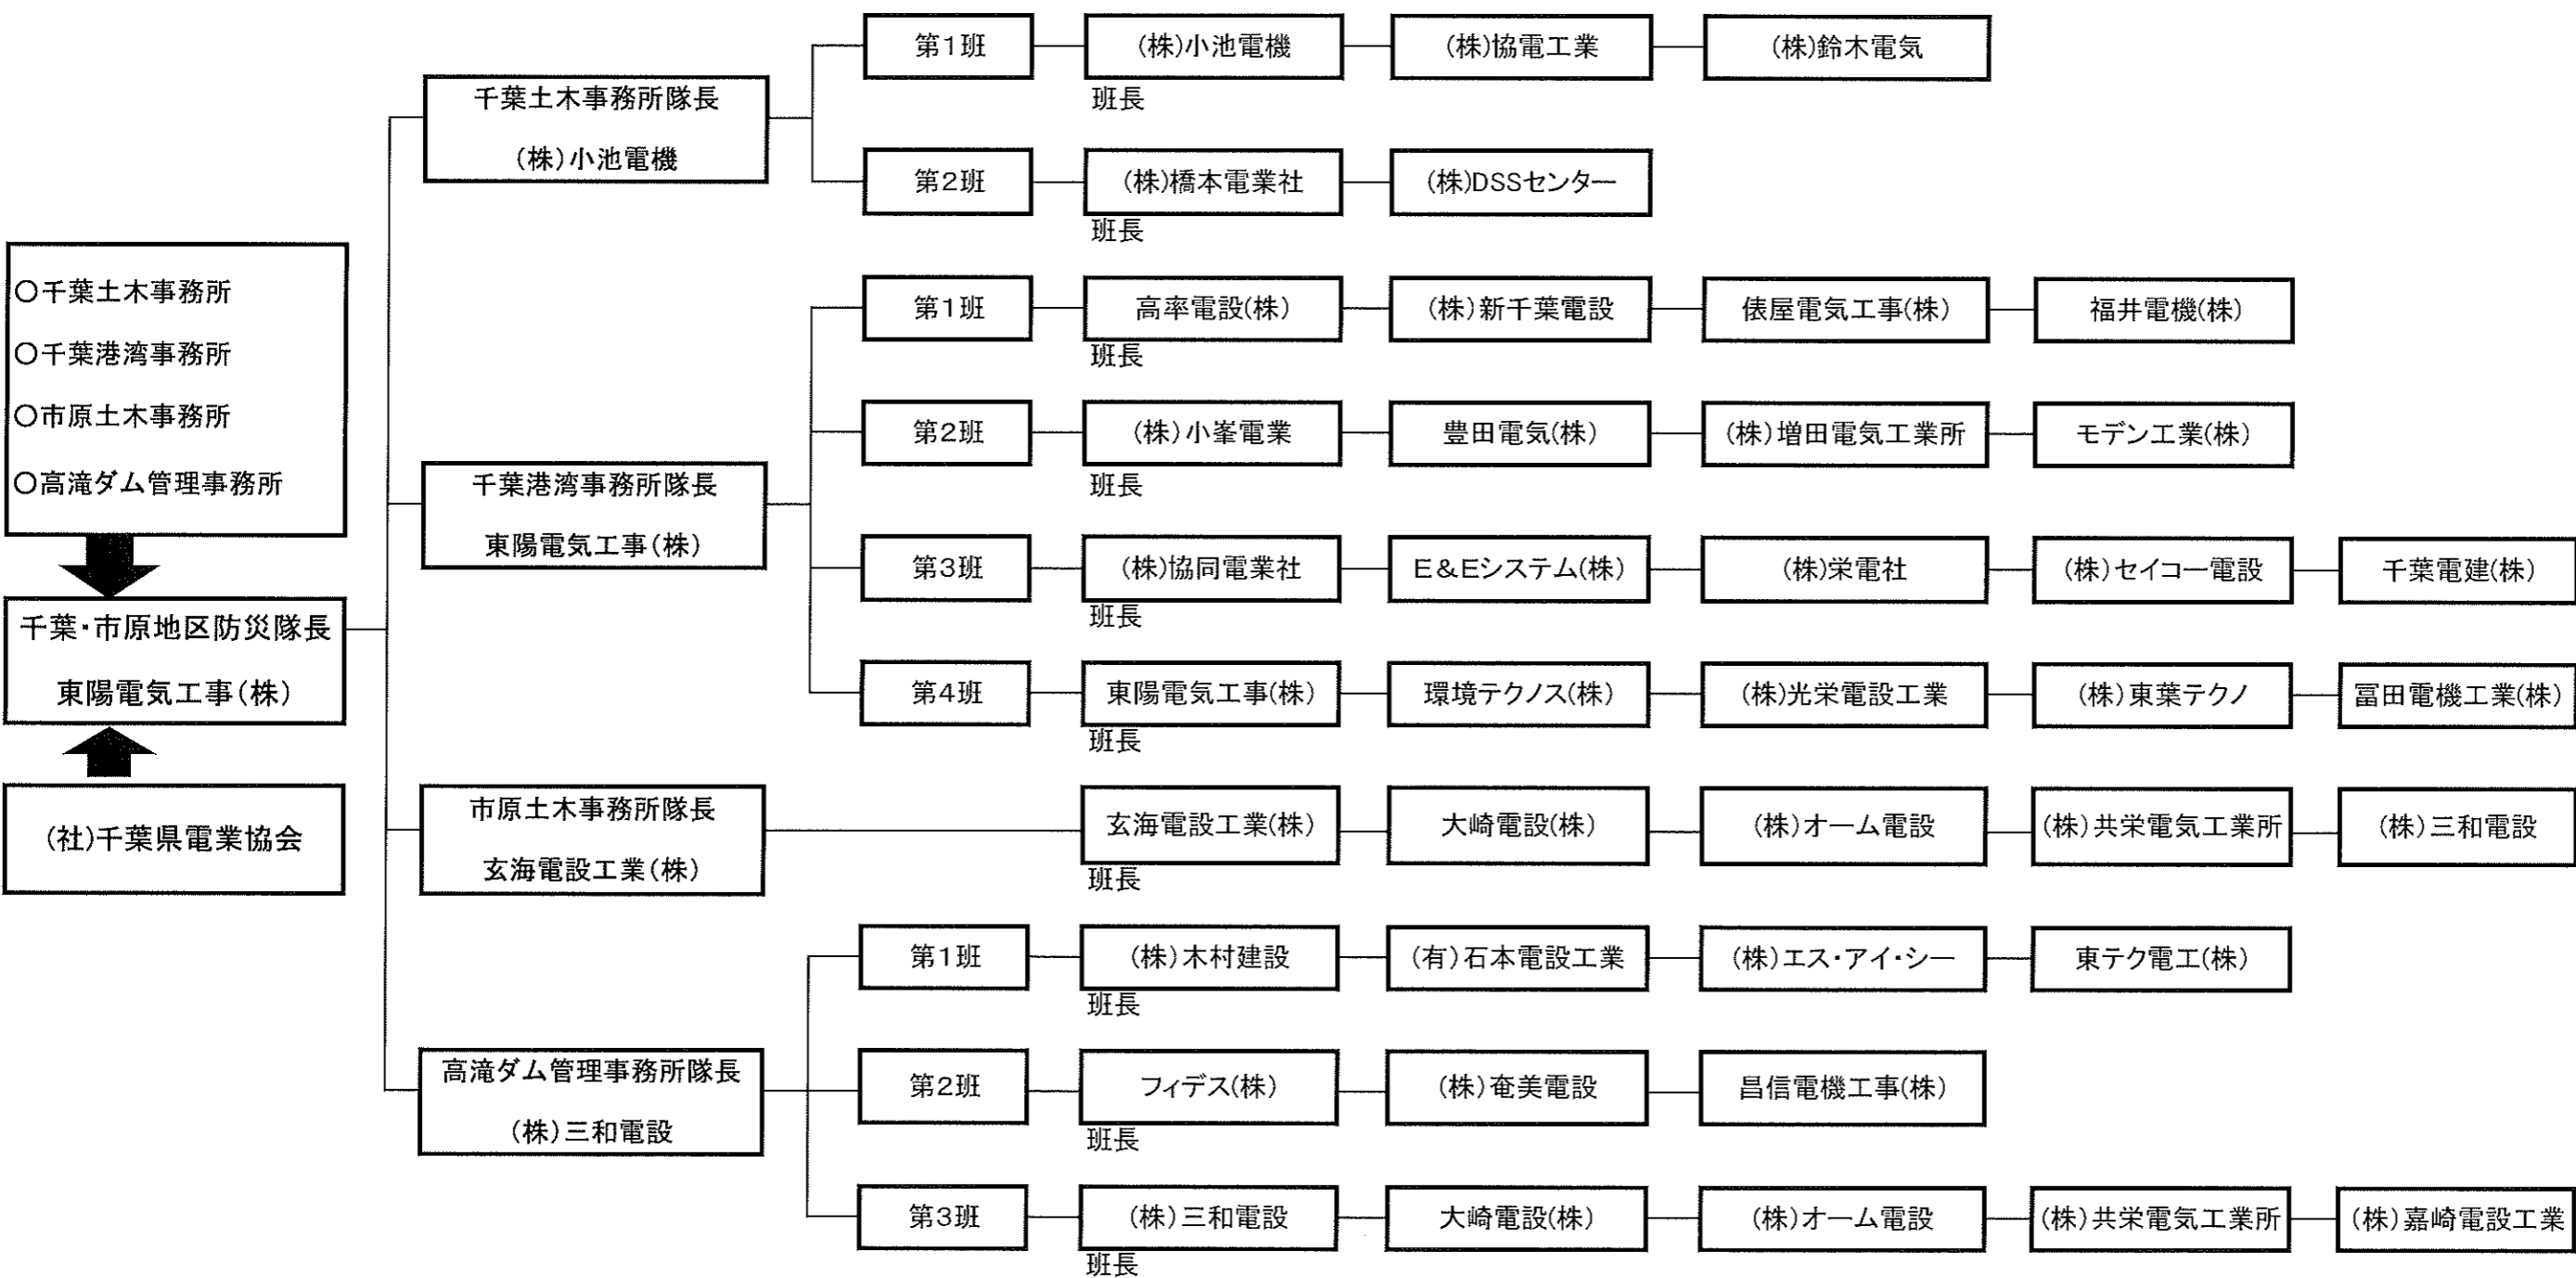 ○千葉土木事務所
○千葉港湾事務所
○市原土木事務所
○高滝ダム管理事務所
千葉・市原地区防災隊長
東陽電気工事(株)
(社)千葉県電業協会
千葉土木事務所隊長
(株)小池電機
第1班
(株)小池電機
(株)協電工業
(株)鈴木電気
班長
第2班
(株)橋本電業社
(株)DSSセンター
班長
千葉港湾事務所隊長
東陽電気工事(株)
第1班
高率電設(株)
(株)新千葉電設
俵屋電気工事(株)
福井電機(株)
班長
第2班
(株)小峯電業
豊田電気(株)
(株)増田電気工業所
モデン工業(株)
班長
第3班
(株)協同電業社
E&Eシステム(株)
(株)栄電社
(株)セイコー電設
千葉電建(株)
班長
第4班
東陽電気工事(株)
環境テクノス(株)
(株)光栄電設工業
(株)東葉テクノ
冨田電機工業(株)
班長
市原土木事務所隊長
玄海電設工業(株)
玄海電設工業(株)
大崎電設(株)
(株)オーム電設
(株)共栄電気工業所
(株)三和電設
班長
高滝ダム管理事務所隊長
(株)三和電設
第1班
(株)木村建設
(有)石本電設工業
(株)エス・アイ・シー
東テク電工(株)
班長
第2班
フィデス(株)
(株)奄美電設
昌信電機工事(株)
班長
第3班
(株)三和電設
大崎電設(株)
(株)オーム電設
(株)共栄電気工業所
(株)嘉崎電設工業
班長